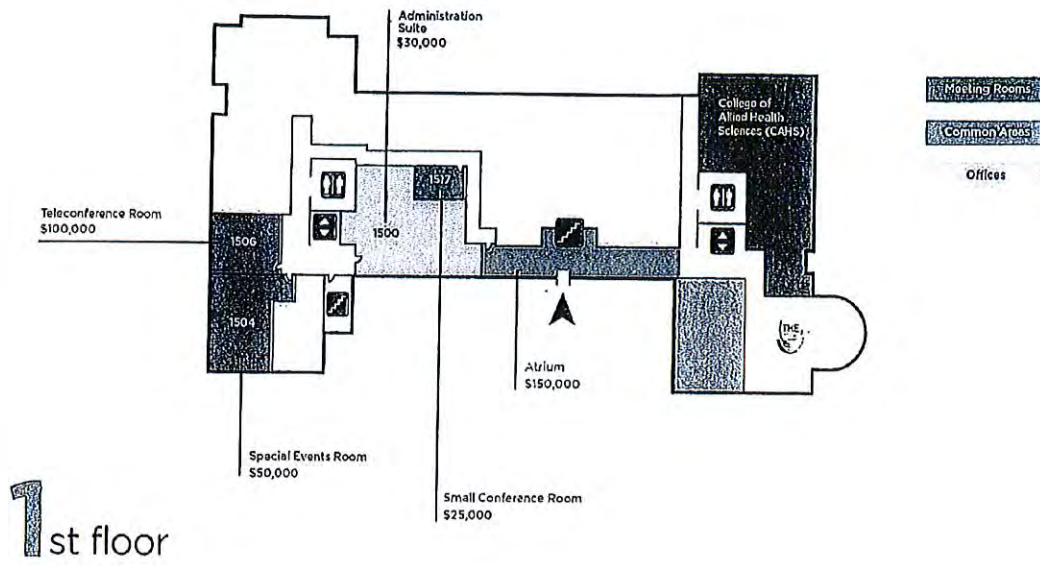 Administration
Suite
$30,000
College of
Allied Health
Sciences (CAHS)
Meeting Rooms
Common Areas
Offices
1517
Teleconference Room
$100,000
1506
1500
1504
THE
Atrium
$150,000
Special Events Room
$50,000
Small Conference Room
$25,000
1st floor